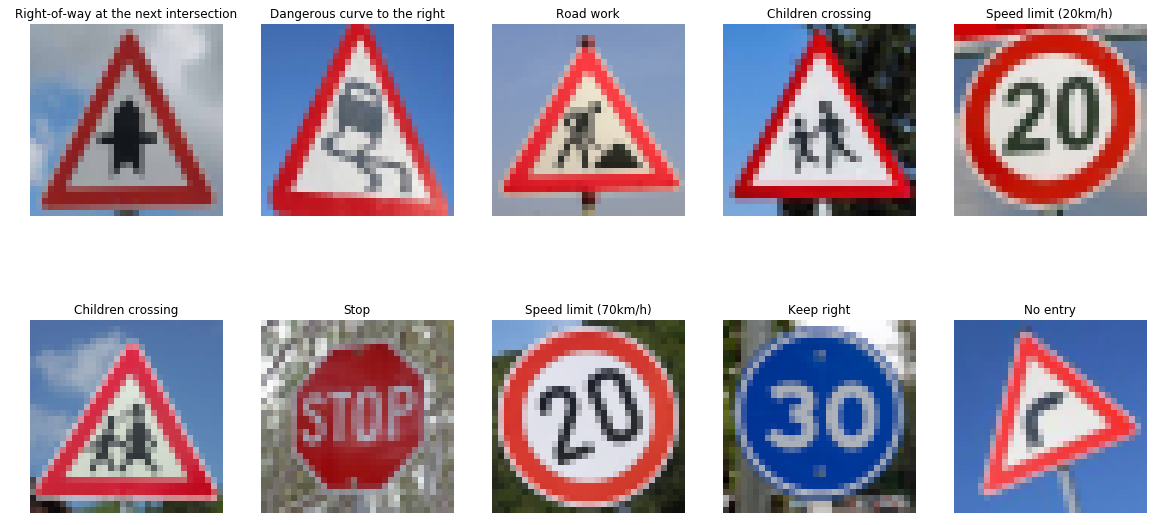 Right-of-way at the next intersection
Dangerous curve to the right
Road work
Children crossing
Speed limit (20km/h)
20
Children crossing
Stop
Speed limit (70km/h)
Keep right
No entry
STOP
20
30